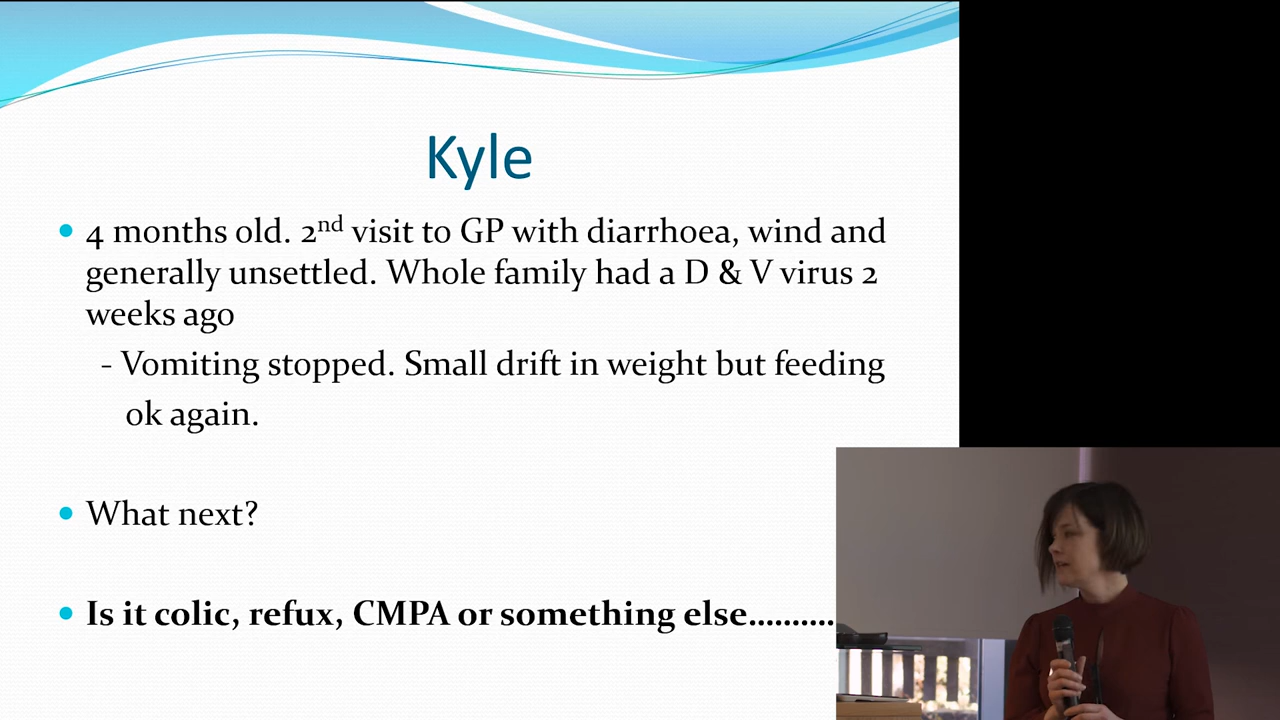 Kyle
4 months old. 2nd visit to GP with diarrhoea, wind and
generally unsettled. Whole family had a D & V virus 2
weeks ago
- Vomiting stopped. Small drift in weight but feeding
ok again.
What next?
Is it colic, refux, CMPA or something else..........